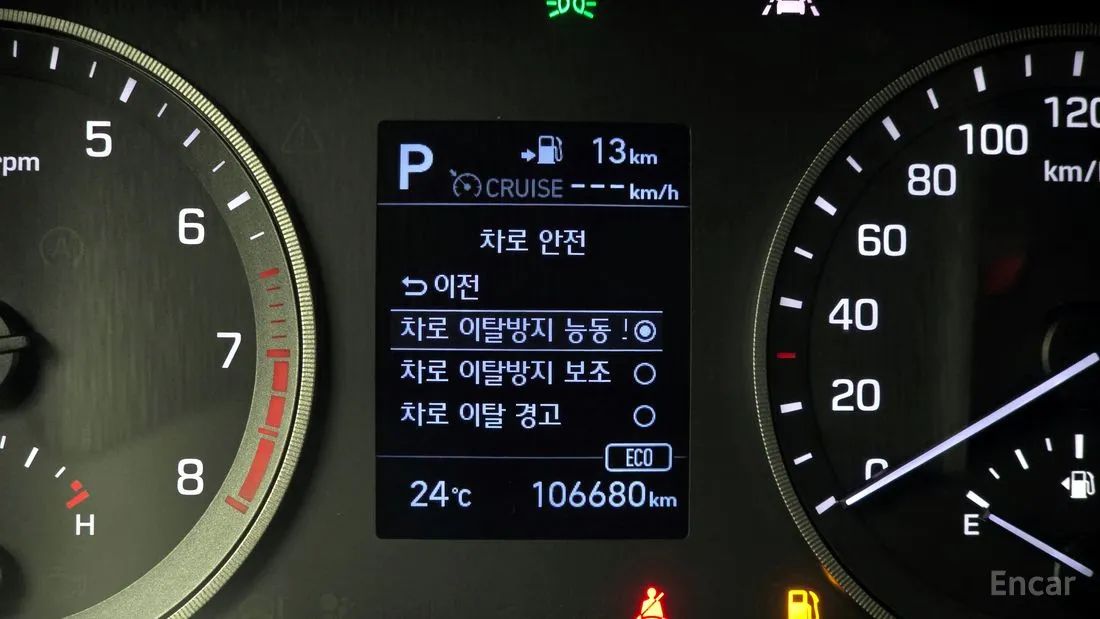 P
13km
CRUISE ---km/h
차로 안전
이전
차로 이탈방지 능동
차로 이탈방지 보조
차로 이탈 경고
ECO
24℃
106680km
5
rpm
6
7
8
H
120
100
km/h
80
60
40
20
0
E
Encar